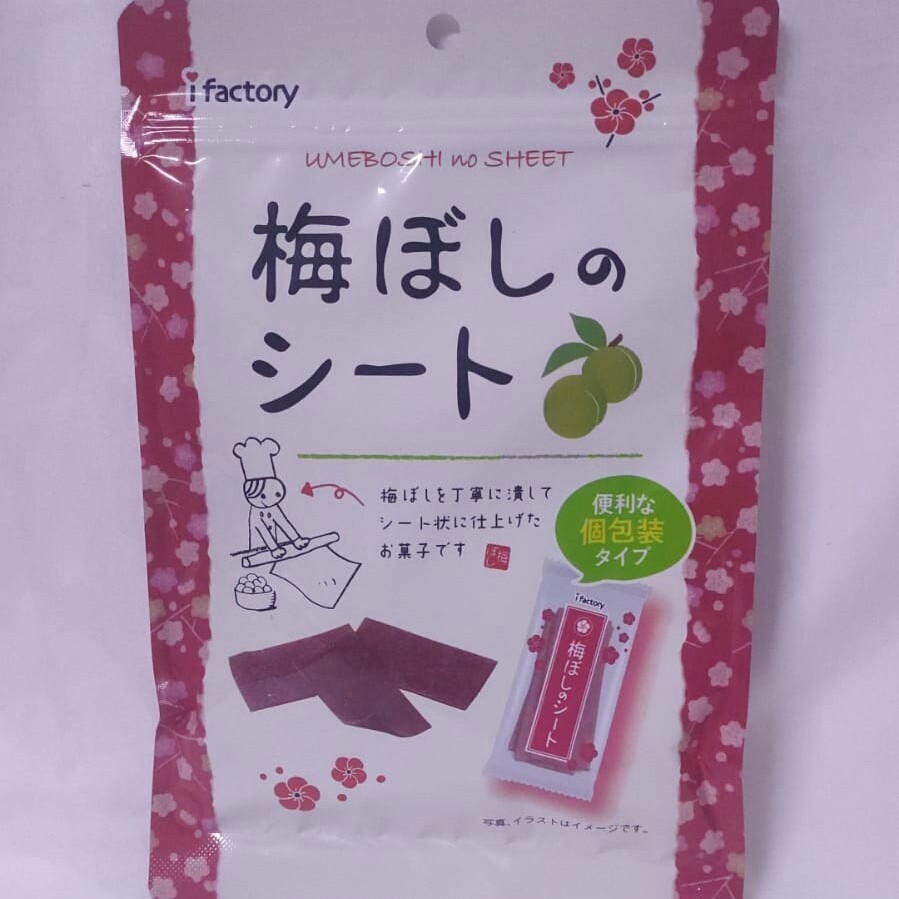 i factory
UMEBOSHI no SHEET
梅ぼしの
シート
梅ぼしを丁寧に潰して
シート状に仕上げた
お菓子です
梅ぼし
便利な
個包装
タイプ
i factory
梅ぼしのシート
写真、イラストはイメージです。